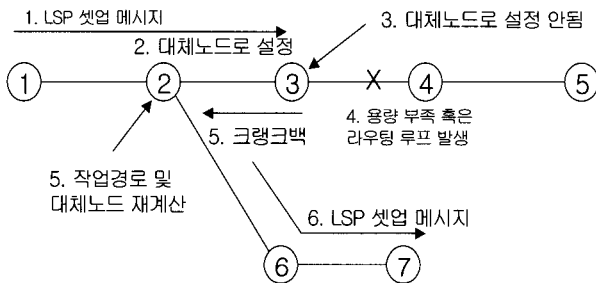 1. LSP 셋업 메시지
2. 대체노드로 설정
3. 대체노드로 설정 안됨
1
2
3
X
4
5
4. 용량 부족 혹은
라우팅 루프 발생
5. 크랭크백
5. 작업경로 및
대체노드 재계산
6. LSP 셋업 메시지
6
7